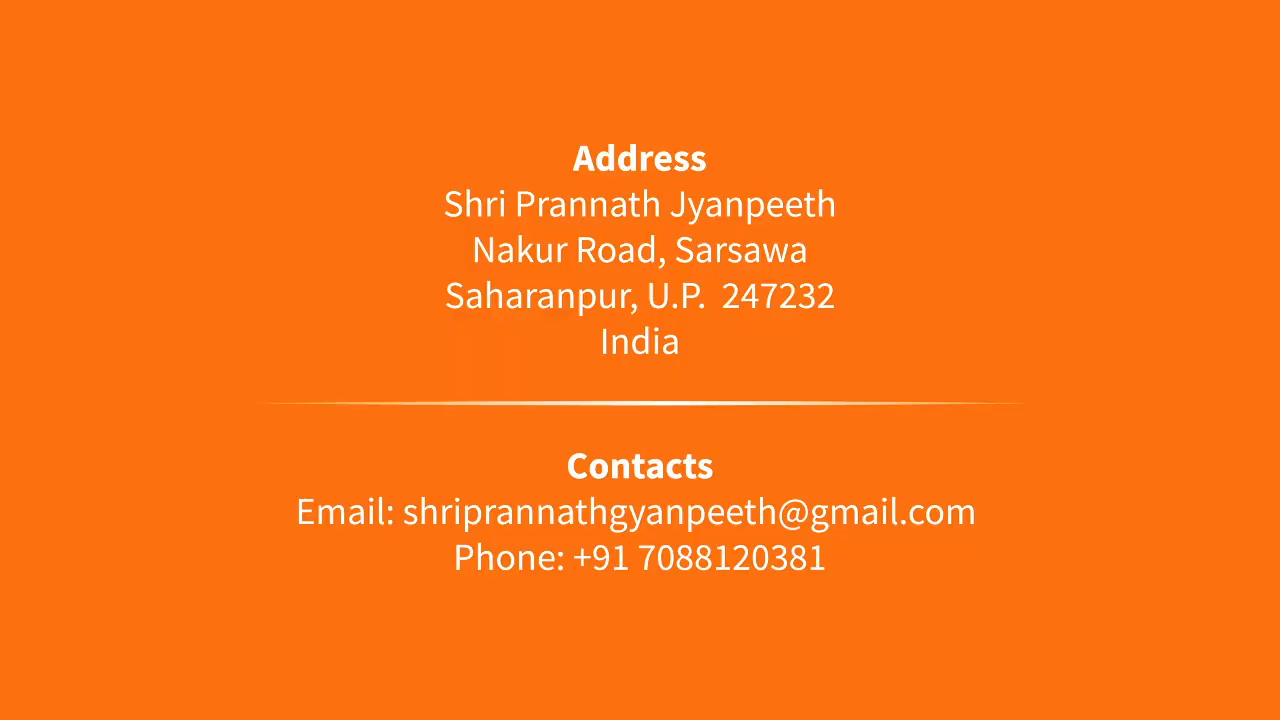 Address
Shri Prannath Jyanpeeth
Nakur Road, Sarsawa
Saharanpur, U.P.  247232
India
Contacts
Email: shriprannathgyanpeeth@gmail.com
Phone: +91 7088120381